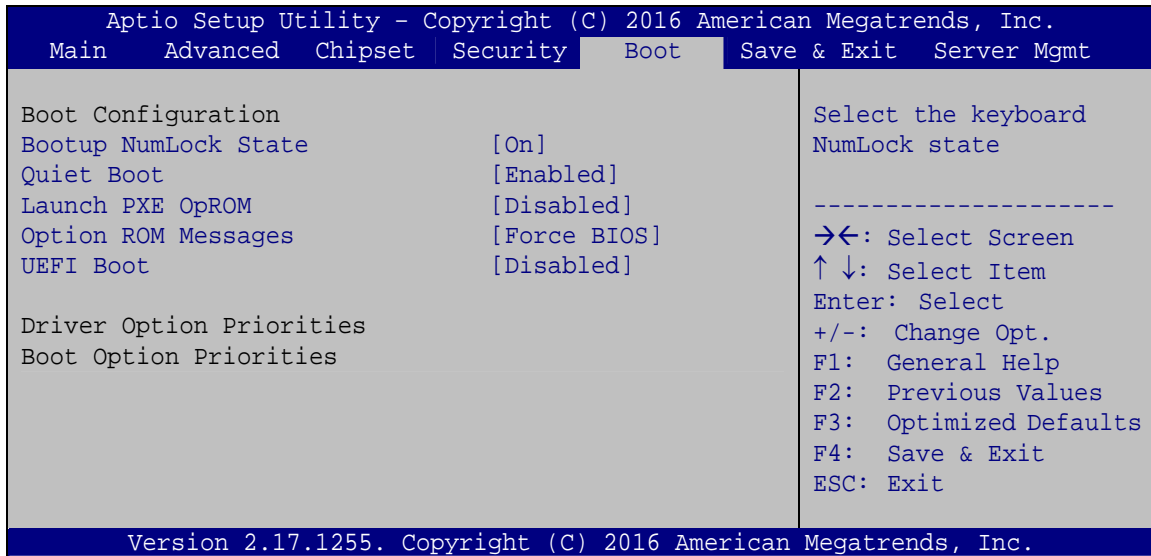 Aptio Setup Utility – Copyright (C) 2016 American Megatrends, Inc.
Main Advanced Chipset Security Boot Save & Exit Server Mgmt
Boot Configuration
Bootup NumLock State [On]
Quiet Boot [Enabled]
Launch PXE OpROM [Disabled]
Option ROM Messages [Force BIOS]
UEFI Boot [Disabled]
Driver Option Priorities
Boot Option Priorities
Select the keyboard
NumLock state
---------------------
→←: Select Screen
↑ ↓: Select Item
Enter: Select
+/-: Change Opt.
F1: General Help
F2: Previous Values
F3: Optimized Defaults
F4: Save & Exit
ESC: Exit
Version 2.17.1255. Copyright (C) 2016 American Megatrends, Inc.